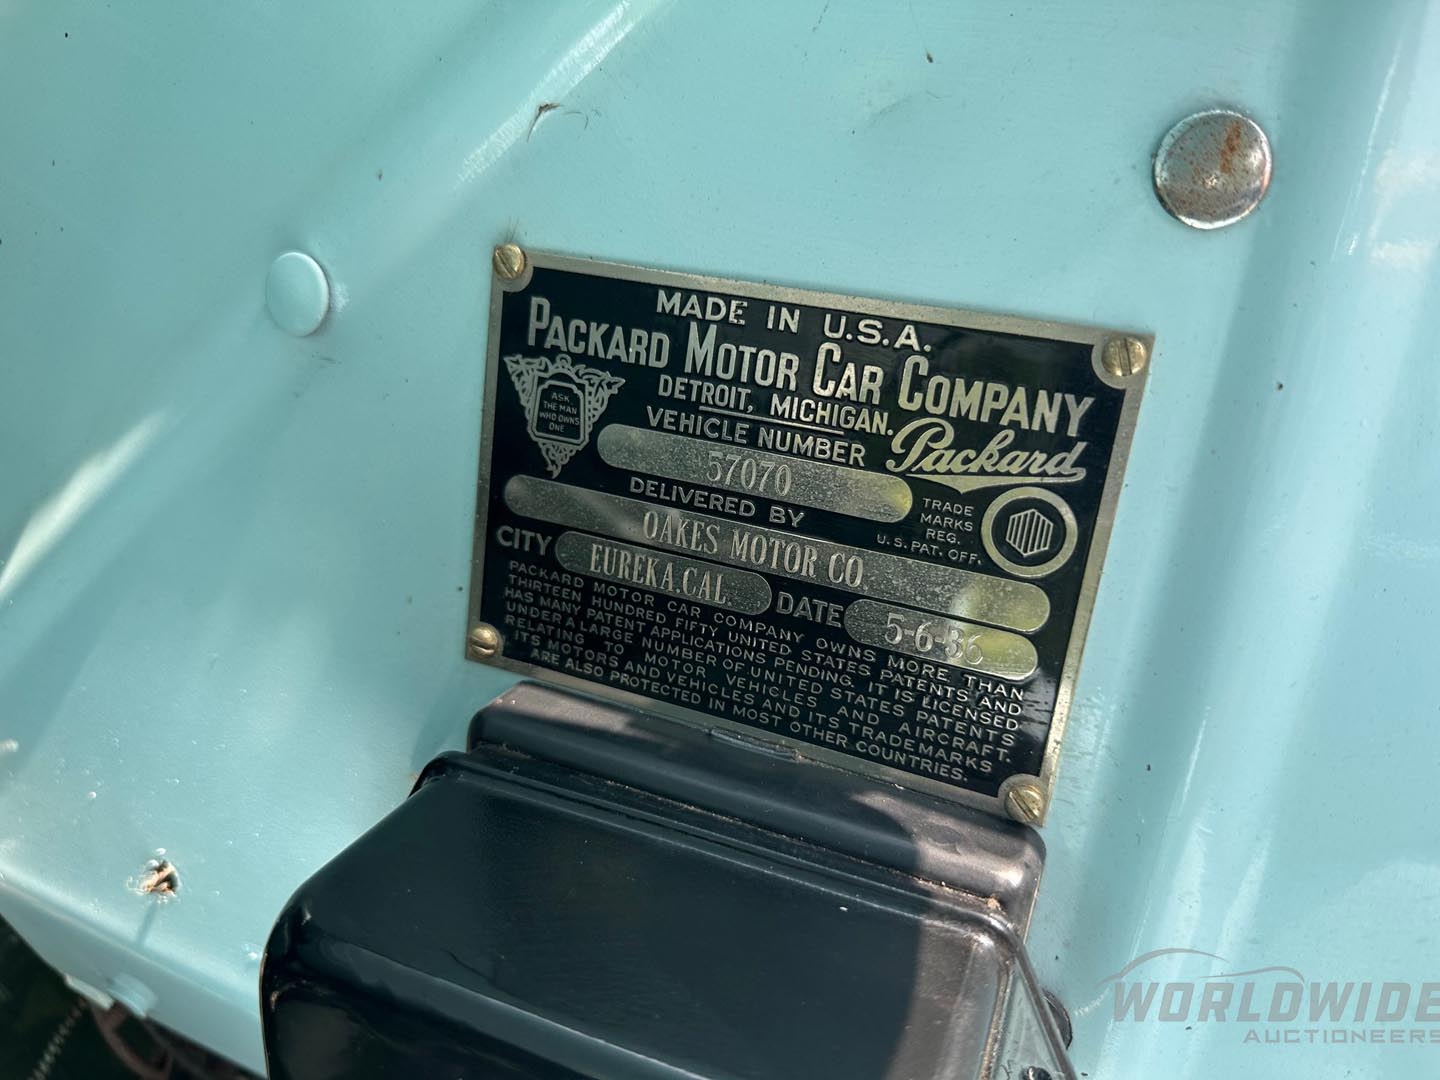 MADE IN U.S.A.
PACKARD MOTOR CAR COMPANY
DETROIT, MICHIGAN.
ASK
THE MAN
WHO OWNS
ONE
VEHICLE NUMBER
Packard
57070
DELIVERED BY
TRADE
MARKS
REG.
U.S. PAT. OFF.
OAKES MOTOR CO
CITY EUREKA.CAL. DATE 5-6-36
PACKARD MOTOR CAR COMPANY OWNS MORE THAN
THIRTEEN HUNDRED FIFTY UNITED STATES PATENTS AND
HAS MANY PATENT APPLICATIONS PENDING. IT IS LICENSED
UNDER A LARGE NUMBER OF UNITED STATES PATENTS
RELATING TO MOTOR VEHICLES AND AIRCRAFT.
ITS MOTORS AND VEHICLES AND ITS TRADEMARKS
ARE ALSO PROTECTED IN MOST OTHER COUNTRIES.
WORLDWIDE
AUCTIONEERS